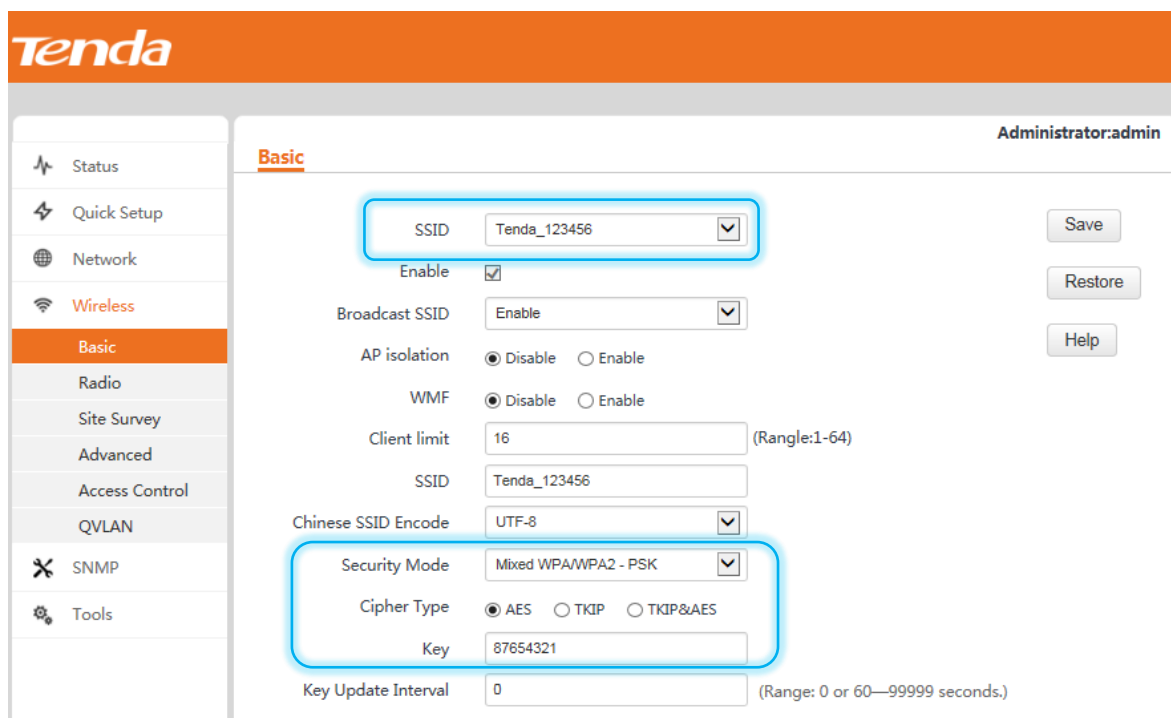 Tenda
Administrator:admin
Status
Quick Setup
Network
Wireless
Basic
Radio
Site Survey
Advanced
Access Control
QVLAN
SNMP
Tools
Basic
SSID Tenda_123456
Enable
Broadcast SSID Enable
AP isolation Disable Enable
WMF Disable Enable
Client limit 16 (Rangle:1-64)
SSID Tenda_123456
Chinese SSID Encode UTF-8
Security Mode Mixed WPA/WPA2 - PSK
Cipher Type AES TKIP TKIP&AES
Key 87654321
Key Update Interval 0 (Range: 0 or 60—99999 seconds.)
Save
Restore
Help